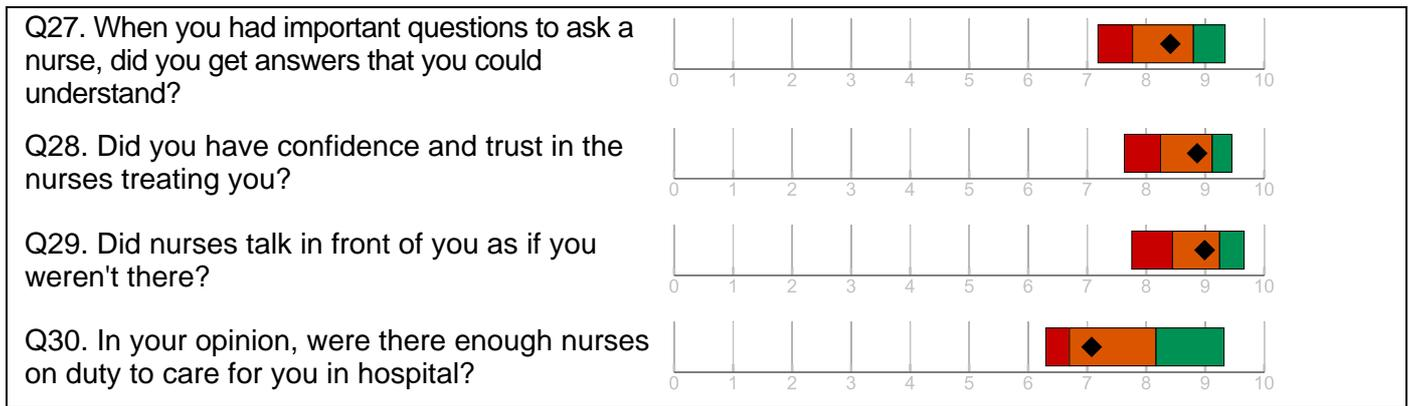 Q27. When you had important questions to ask a
nurse, did you get answers that you could
understand?
0 1 2 3 4 5 6 7 8 9 10
Q28. Did you have confidence and trust in the
nurses treating you?
0 1 2 3 4 5 6 7 8 9 10
Q29. Did nurses talk in front of you as if you
weren't there?
0 1 2 3 4 5 6 7 8 9 10
Q30. In your opinion, were there enough nurses
on duty to care for you in hospital?
0 1 2 3 4 5 6 7 8 9 10